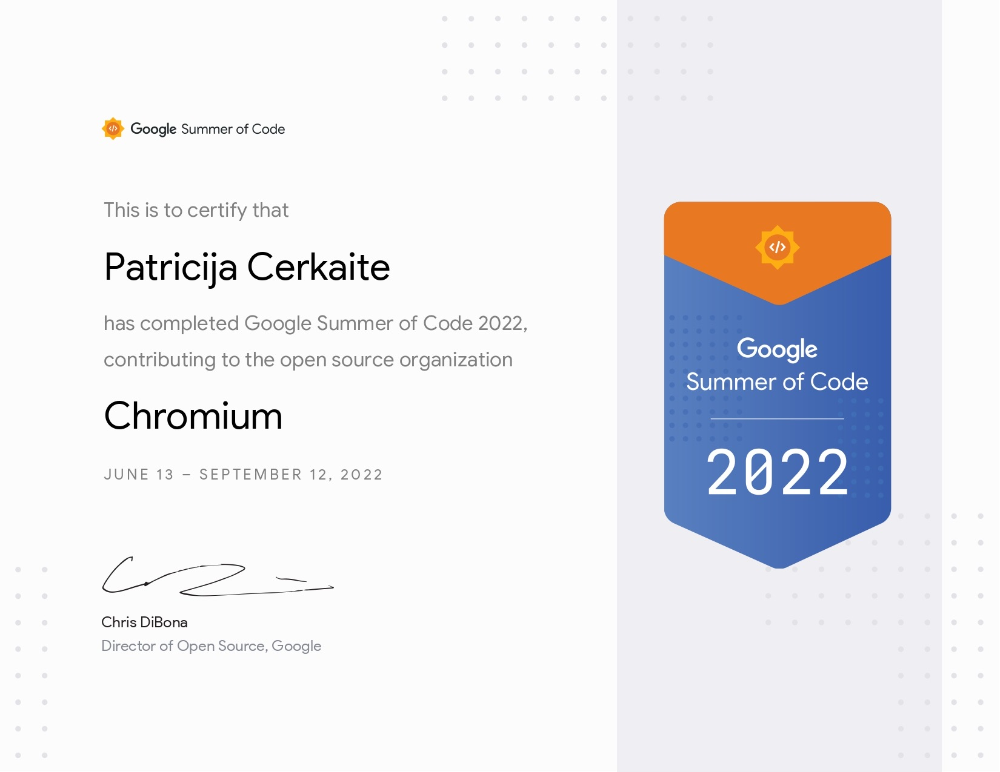 Google Summer of Code
This is to certify that
Patricija Cerkaite
has completed Google Summer of Code 2022,
contributing to the open source organization
Chromium
JUNE 13 – SEPTEMBER 12, 2022
Chris DiBona
Director of Open Source, Google
</>
Google
Summer of Code
2022